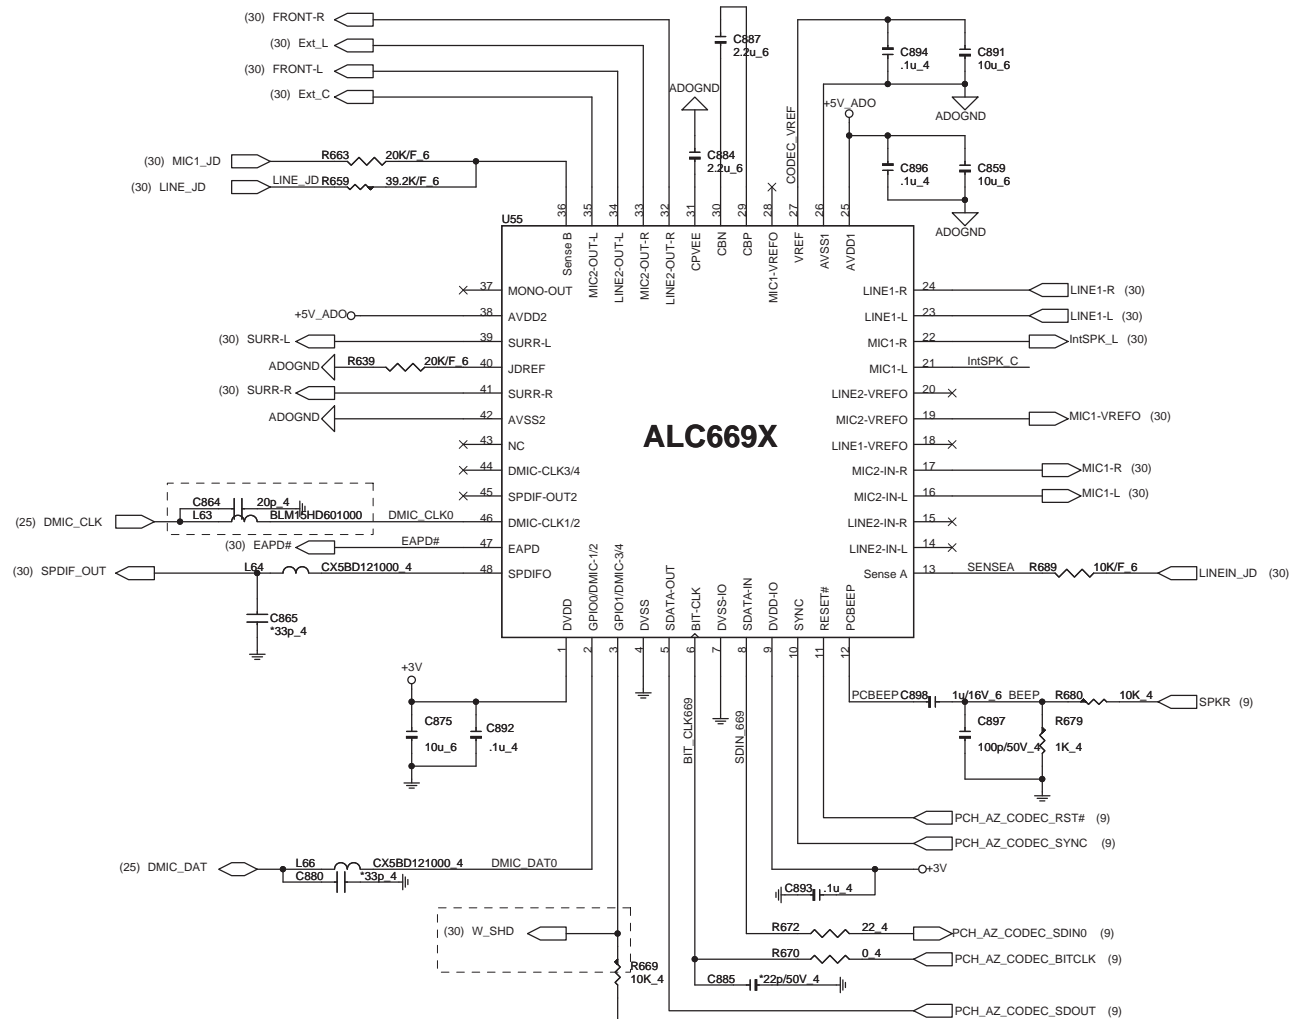 (30) FRONT-R
(30) Ext_L
(30) FRONT-L
(30) Ext_C
(30) MIC1_JD
R663 20K/F_6
(30) LINE_JD
LINE_JD R659 39.2K/F_6
C887
2.2u_6
ADOGND
C884
2.2u_6
CODEC_VREF
C894
.1u_4
C891
10u_6
ADOGND
+5V_ADO
C896
.1u_4
C859
10u_6
ADOGND
U55
36 35 34 33 32 31 30 29 28 27 26 25
Sense B
MIC2-OUT-L
LINE2-OUT-L
MIC2-OUT-R
LINE2-OUT-R
CPVEE
CBN
CBP
MIC1-VREFO
VREF
AVSS1
AVDD1
ALC669X
37 MONO-OUT
+5V_ADO 38 AVDD2
(30) SURR-L 39 SURR-L
ADOGND R639 20K/F_6 40 JDREF
(30) SURR-R 41 SURR-R
ADOGND 42 AVSS2
43 NC
44 DMIC-CLK3/4
45 SPDIF-OUT2
C864 20p_4
(25) DMIC_CLK L63 BLM15HD601000 DMIC_CLK0 46 DMIC-CLK1/2
(30) EAPD# EAPD# 47 EAPD
(30) SPDIF_OUT L64 CX5BD121000_4 48 SPDIFO
C865
*33p_4
LINE1-R 24 LINE1-R (30)
LINE1-L 23 LINE1-L (30)
MIC1-R 22 IntSPK_L (30)
MIC1-L 21 IntSPK_C
LINE2-VREFO 20
MIC2-VREFO 19 MIC1-VREFO (30)
LINE1-VREFO 18
MIC2-IN-R 17 MIC1-R (30)
MIC2-IN-L 16 MIC1-L (30)
LINE2-IN-R 15
LINE2-IN-L 14
Sense A 13 SENSEA R689 10K/F_6 LINEIN_JD (30)
DVDD
GPIO0/DMIC-1/2
GPIO1/DMIC-3/4
DVSS
SDATA-OUT
BIT-CLK
DVSS-IO
SDATA-IN
DVDD-IO
SYNC
RESET#
PCBEEP
1 2 3 4 5 6 7 8 9 10 11 12
+3V
C875
10u_6
C892
.1u_4
BIT_CLK669
SDIN_669
PCBEEP C898 1u/16V_6 BEEP R680 10K_4 SPKR (9)
C897
100p/50V_4
R679
1K_4
PCH_AZ_CODEC_RST# (9)
PCH_AZ_CODEC_SYNC (9)
(25) DMIC_DAT L66 CX5BD121000_4 DMIC_DAT0
C880 *33p_4
+3V
C893 .1u_4
(30) W_SHD
R669
10K_4
R672 22_4 PCH_AZ_CODEC_SDIN0 (9)
R670 0_4 PCH_AZ_CODEC_BITCLK (9)
C885 *22p/50V_4
PCH_AZ_CODEC_SDOUT (9)